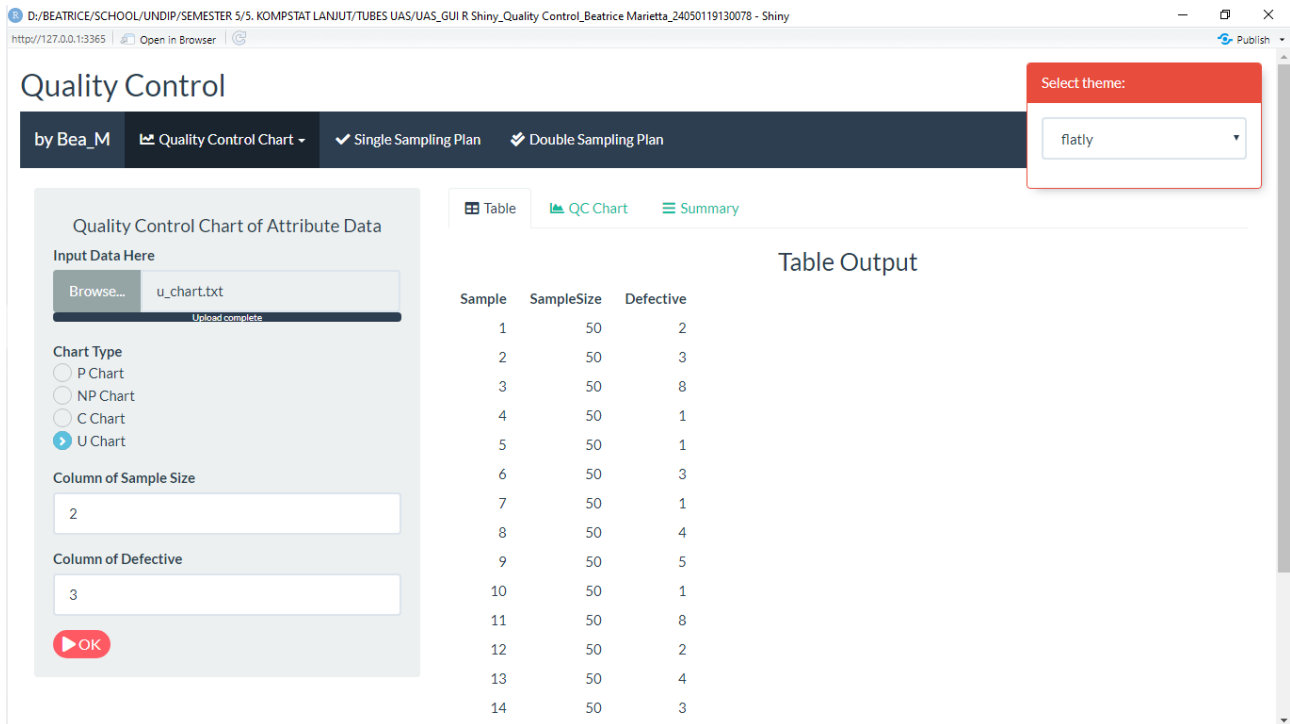 D:/BEATRICE/SCHOOL/UNDIP/SEMESTER 5/5. KOMPSTAT LANJUT/TUBES UAS/UAS_GUI R Shiny_Quality Control_Beatrice Marietta_24050119130078 - Shiny
http://127.0.0.1:3365 Open in Browser Publish
Quality Control
Select theme:
flatly
by Bea_M Quality Control Chart Single Sampling Plan Double Sampling Plan
Quality Control Chart of Attribute Data
Input Data Here
Browse... u_chart.txt
Upload complete
Chart Type
P Chart
NP Chart
C Chart
U Chart
Column of Sample Size
2
Column of Defective
3
OK
Table QC Chart Summary
Table Output
Sample SampleSize Defective
1 50 2
2 50 3
3 50 8
4 50 1
5 50 1
6 50 3
7 50 1
8 50 4
9 50 5
10 50 1
11 50 8
12 50 2
13 50 4
14 50 3